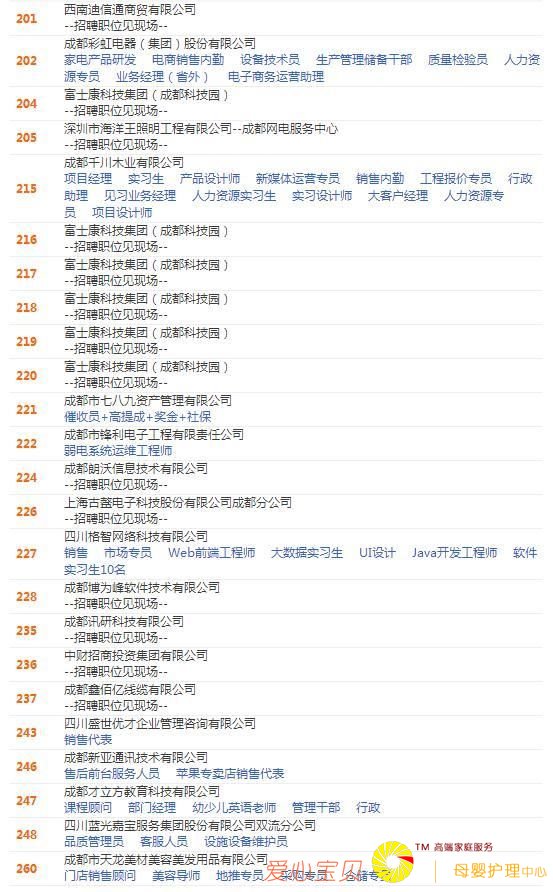 201
西南迪信通商贸有限公司
--招聘职位见现场--
202
成都彩虹电器（集团）股份有限公司
家电产品研发 电商销售内勤 设备技术员 生产管理储备干部 质量检验员 人力资
源专员 业务经理（省外） 电子商务运营助理
204
富士康科技集团（成都科技园）
--招聘职位见现场--
205
深圳市海洋王照明工程有限公司--成都网电服务中心
--招聘职位见现场--
215
成都千川木业有限公司
项目经理 实习生 产品设计师 新媒体运营专员 销售内勤 工程报价专员 行政
助理 见习业务经理 人力资源实习生 实习设计师 大客户经理 人力资源专
员 项目设计师
216
富士康科技集团（成都科技园）
--招聘职位见现场--
217
富士康科技集团（成都科技园）
--招聘职位见现场--
218
富士康科技集团（成都科技园）
--招聘职位见现场--
219
富士康科技集团（成都科技园）
--招聘职位见现场--
220
富士康科技集团（成都科技园）
--招聘职位见现场--
221
成都市七八九资产管理有限公司
催收员+高提成+奖金+社保
222
成都市锋利电子工程有限责任公司
弱电系统运维工程师
224
成都朗沃信息技术有限公司
--招聘职位见现场--
226
上海古鳌电子科技股份有限公司成都分公司
--招聘职位见现场--
227
四川格智网络科技有限公司
销售 市场专员 Web前端工程师 大数据实习生 UI设计 Java开发工程师 软件
实习生10名
228
成都博为峰软件技术有限公司
--招聘职位见现场--
235
成都讯研科技有限公司
--招聘职位见现场--
236
中财招商投资集团有限公司
--招聘职位见现场--
237
成都鑫佰亿线缆有限公司
--招聘职位见现场--
243
四川盛世优才企业管理咨询有限公司
销售代表
246
成都新亚通讯技术有限公司
售后前台服务人员 苹果专卖店销售代表
247
成都才立方教育科技有限公司
课程顾问 部门经理 幼少儿英语老师 管理干部 行政
248
四川蓝光嘉宝服务集团股份有限公司双流分公司
品质管理员 客服人员 设施设备维护员
260
成都市天龙美材美容美发用品有限公司
门店销售顾问 美容导师 地推专员 采购专员 仓储专员
爱心宝贝
TM 高端家庭服务
母婴护理中心